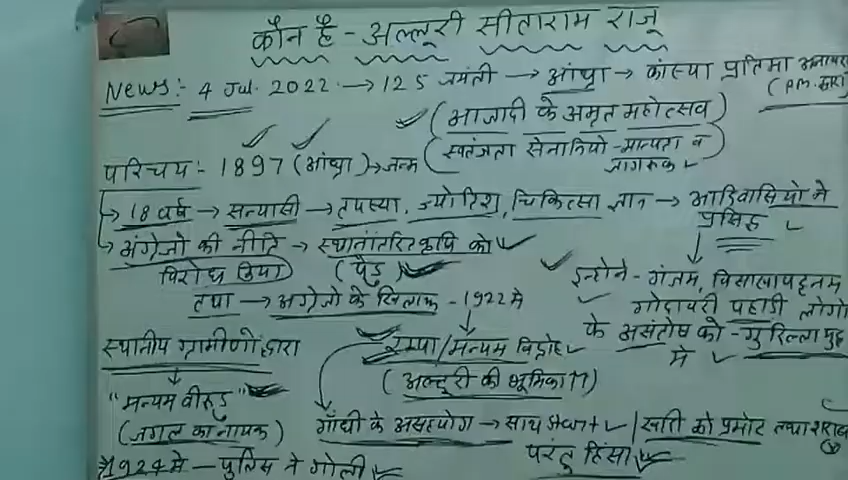 कौन है - अल्लूरी सीताराम राजू
News:- 4 Jul. 2022 → 125 जयंती → आंध्रा → कांस्या प्रतिमा अनावरण
(P.M. द्वारा)
(आजादी के अमृत महोत्सव)
(स्वतंत्रता सेनानियो - मान्यता व
जागरूक)
परिचय:- 1897 (आंध्रा) → जन्म
→ 18 वर्ष → सन्यासी → तपस्या, ज्योतिष, चिकित्सा ज्ञान → आदिवासियो मे
प्रसिद्ध
→ अंग्रेजो की नीति → स्थानांतरित कृषि को
विरोध किया (पौडु)
तथा → अंग्रेजो के खिलाफ - 1922 मे
रम्पा/मन्यम विद्रोह
(अल्लूरी की भूमिका??)
इन्होने - गंजम, विसाखापट्टनम
गोदावरी पहाडी लोगो
के असंतोष को - गुरिल्ला युद्ध
मे
स्थानीय ग्रामीणो द्वारा
"मन्यम वीरूडु"
(जंगल का नायक)
गाँधी के असहयोग → साथ / खादी को प्रमोट तथा शराब
परंतु हिंसा
1924 मे - पुलिस ने गोली